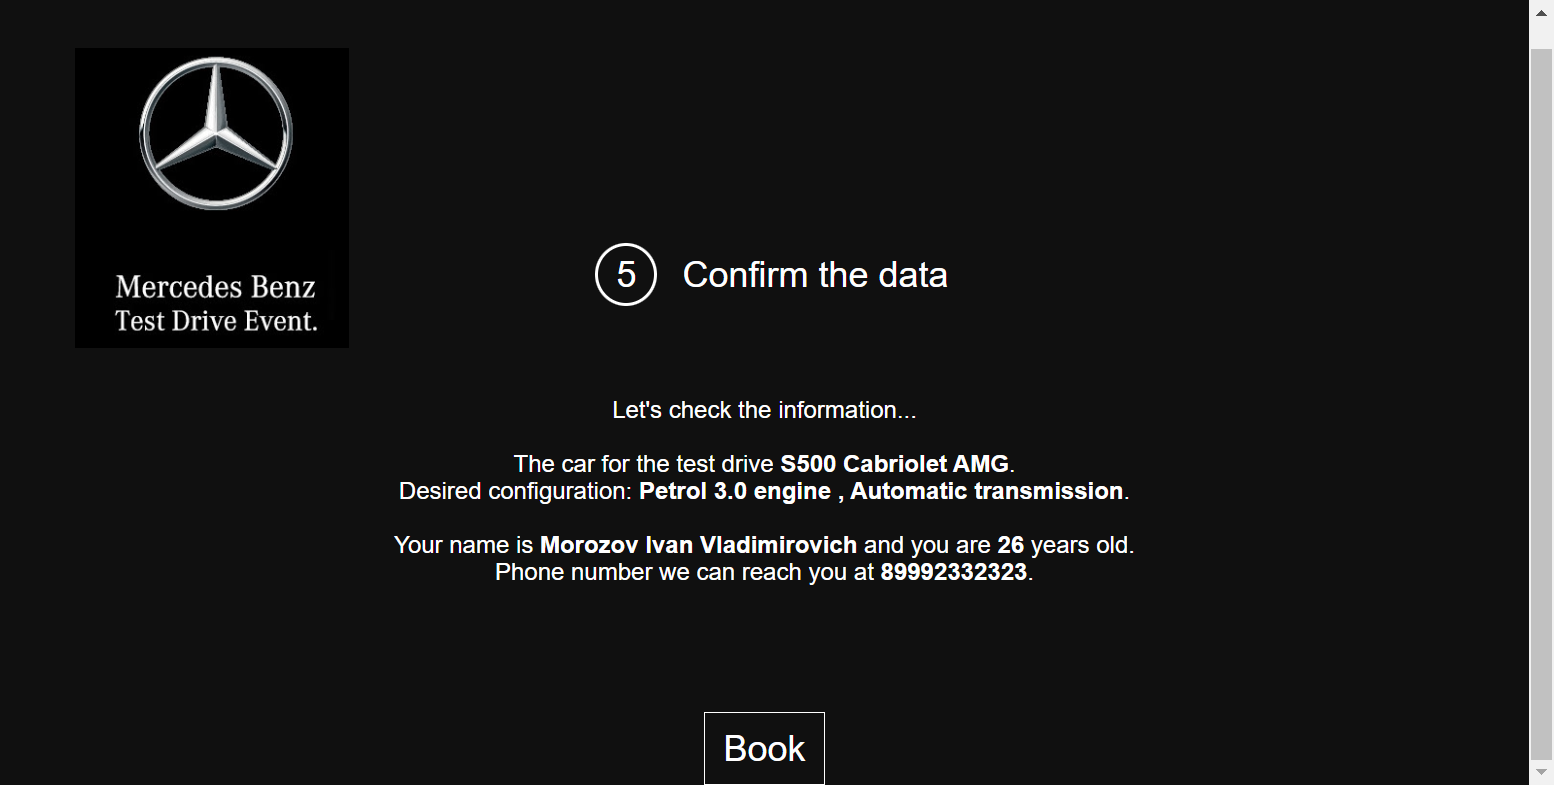 Mercedes Benz
Test Drive Event.
5 Confirm the data
Let's check the information...
The car for the test drive S500 Cabriolet AMG.
Desired configuration: Petrol 3.0 engine , Automatic transmission.
Your name is Morozov Ivan Vladimirovich and you are 26 years old.
Phone number we can reach you at 89992332323.
Book